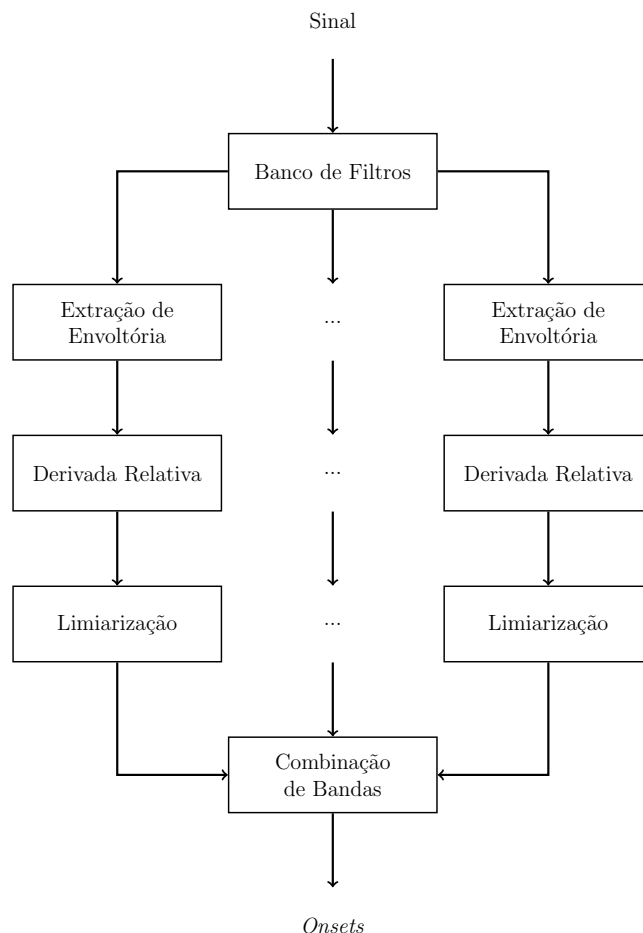 Sinal
Banco de Filtros
Extração de
Envoltória
...
Extração de
Envoltória
Derivada Relativa
...
Derivada Relativa
Limiarização
...
Limiarização
Combinação
de Bandas
Onsets